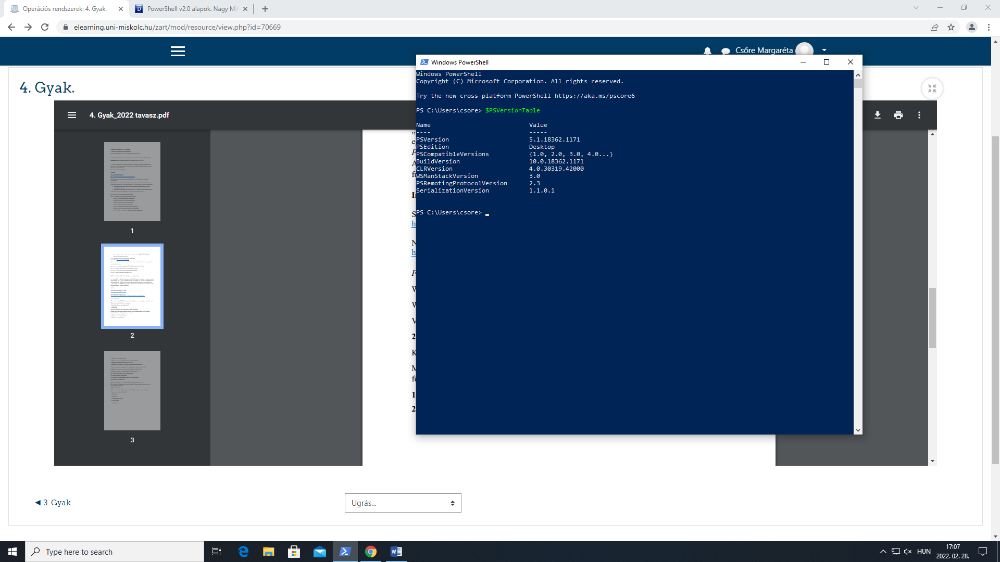 Operációs rendszerek: 4. Gyak.
PowerShell v2.0 alapok. Nagy Mi
elearning.uni-miskolc.hu/zart/mod/resource/view.php?id=70669
Csőre Margaréta
4. Gyak.
4. Gyak_2022 tavasz.pdf
1
2
3
Windows PowerShell
Windows PowerShell
Copyright (C) Microsoft Corporation. All rights reserved.
Try the new cross-platform PowerShell https://aka.ms/pscore6
PS C:\Users\csore> $PSVersionTable
Name Value
---- -----
PSVersion 5.1.18362.1171
PSEdition Desktop
PSCompatibleVersions {1.0, 2.0, 3.0, 4.0...}
BuildVersion 10.0.18362.1171
CLRVersion 4.0.30319.42000
WSManStackVersion 3.0
PSRemotingProtocolVersion 2.3
SerializationVersion 1.1.0.1
PS C:\Users\csore>
◄ 3. Gyak.
Ugrás...
Type here to search
HUN
17:07
2022. 02. 28.